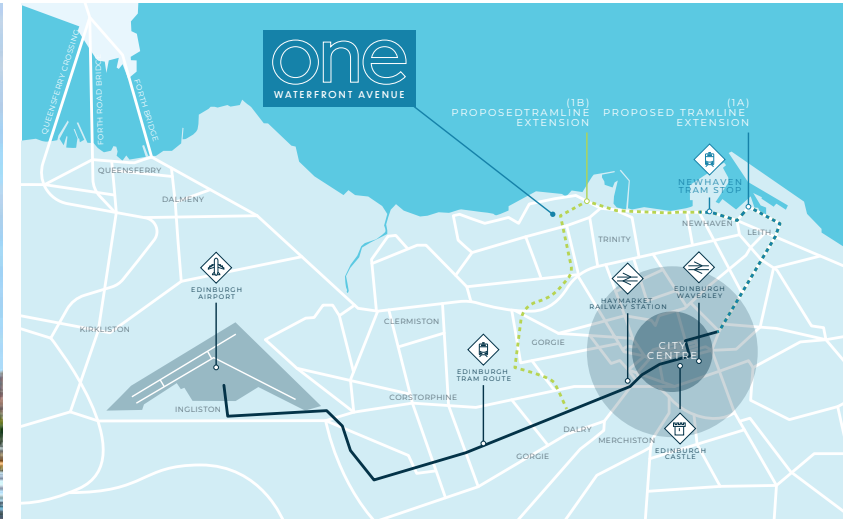 QUEENSFERRY CROSSING
FORTH ROAD BRIDGE
FORTH BRIDGE
one
WATERFRONT AVENUE
(1B)
PROPOSEDTRAMLINE
EXTENSION
(1A)
PROPOSED TRAMLINE
EXTENSION
NEWHAVEN
TRAM STOP
QUEENSFERRY
DALMENY
NEWHAVEN
LEITH
TRINITY
EDINBURGH
AIRPORT
HAYMARKET
RAILWAY STATION
EDINBURGH
WAVERLEY
KIRKLISTON
CLERMISTON
GORGIE
CITY
CENTRE
EDINBURGH
TRAM ROUTE
CORSTORPHINE
INGLISTON
DALRY
MERCHISTON
GORGIE
EDINBURGH
CASTLE